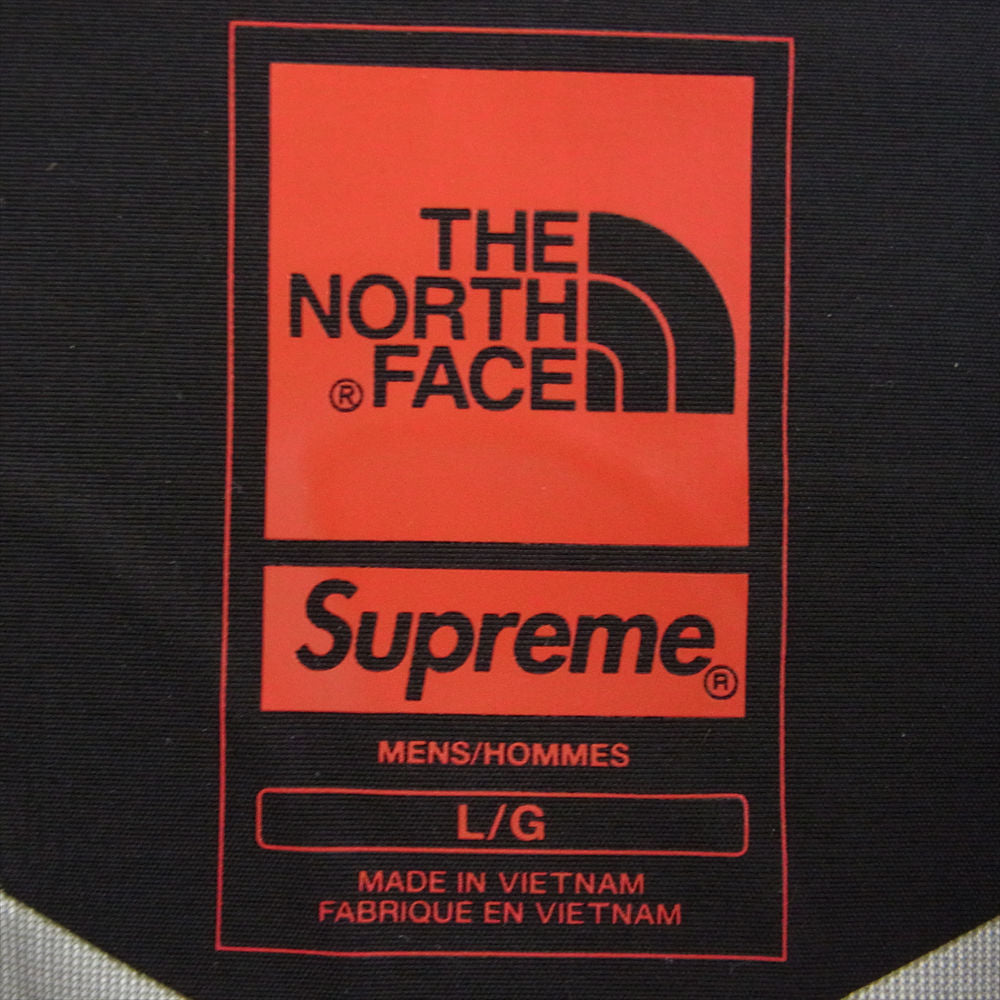 THE
NORTH
® FACE
Supreme®
MENS/HOMMES
L/G
MADE IN VIETNAM
FABRIQUE EN VIETNAM